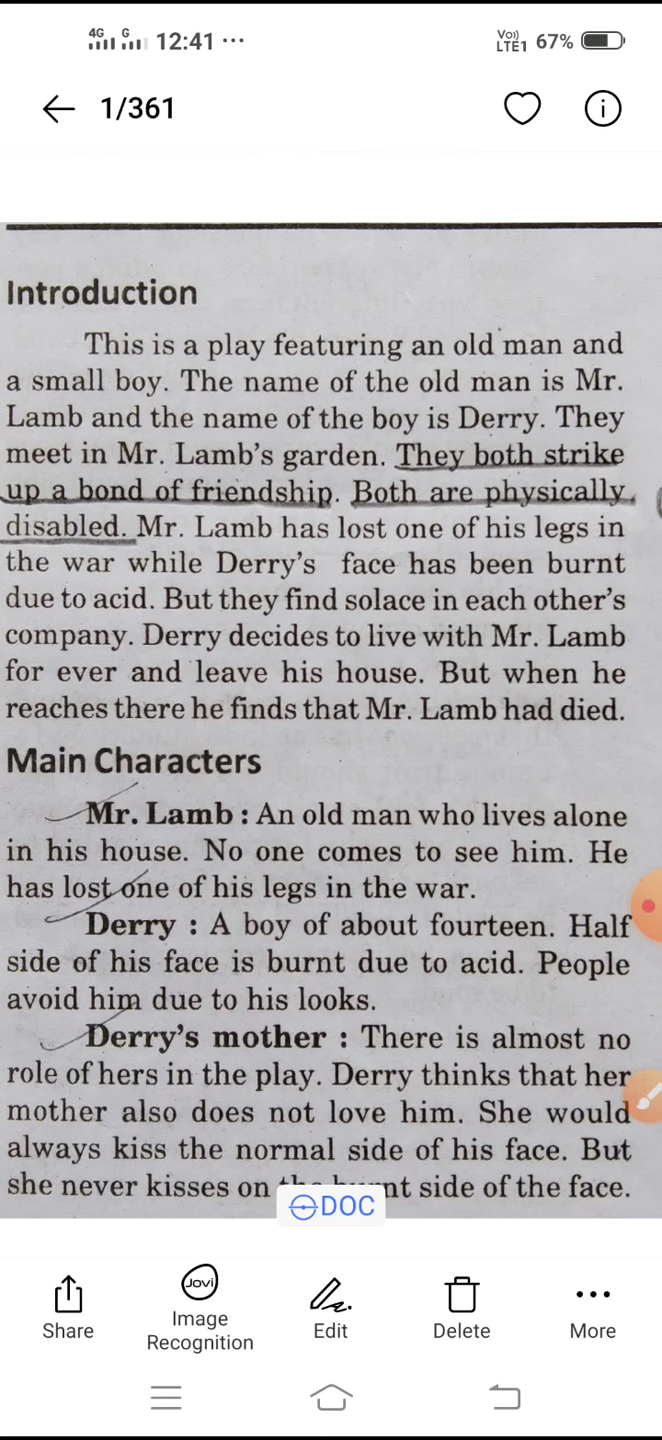 4G G 12:41 ...
Vo)) LTE1 67%
1/361
Introduction
This is a play featuring an old man and
a small boy. The name of the old man is Mr.
Lamb and the name of the boy is Derry. They
meet in Mr. Lamb's garden. They both strike
up a bond of friendship. Both are physically
disabled. Mr. Lamb has lost one of his legs in
the war while Derry's face has been burnt
due to acid. But they find solace in each other's
company. Derry decides to live with Mr. Lamb
for ever and leave his house. But when he
reaches there he finds that Mr. Lamb had died.
Main Characters
Mr. Lamb : An old man who lives alone
in his house. No one comes to see him. He
has lost one of his legs in the war.
Derry : A boy of about fourteen. Half
side of his face is burnt due to acid. People
avoid him due to his looks.
Derry's mother : There is almost no
role of hers in the play. Derry thinks that her
mother also does not love him. She would
always kiss the normal side of his face. But
she never kisses on side of the face.
DOC
Jovi
Share
Image Recognition
Edit
Delete
More